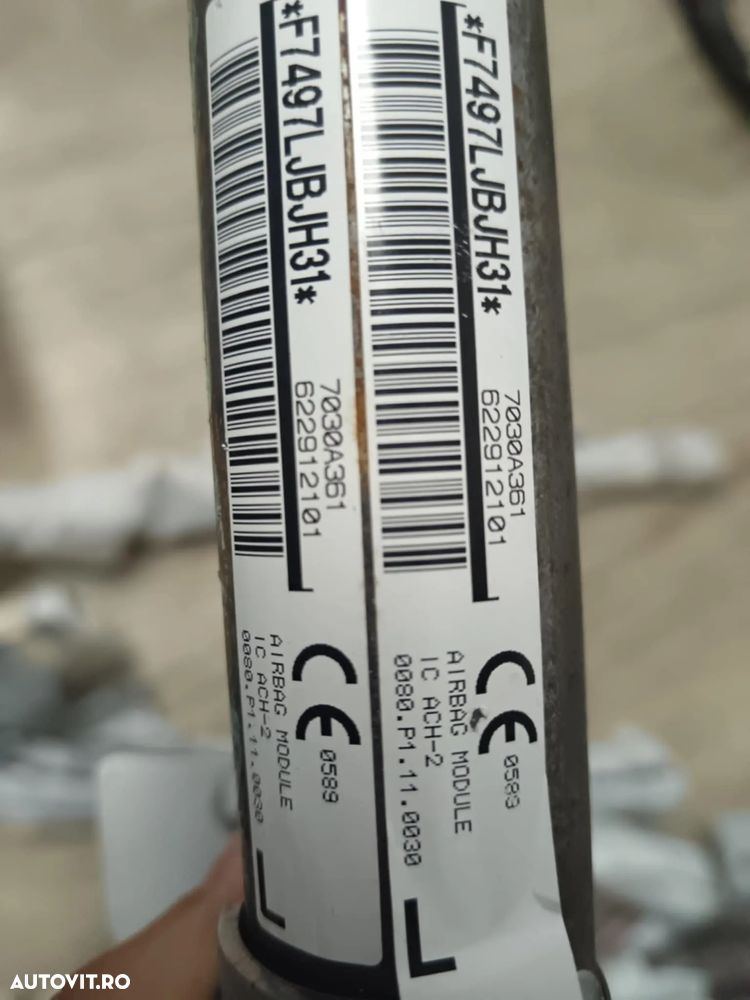 *F7497LJBJH31*
7030A361
622912101
CE 0589
AIRBAG MODULE
IC ACH-2
0080.P1.11.0030
*F7497LJBJH31*
7030A361
622912101
CE 0589
AIRBAG MODULE
IC ACH-2
0080.P1.11.0030
AUTOVIT.RO